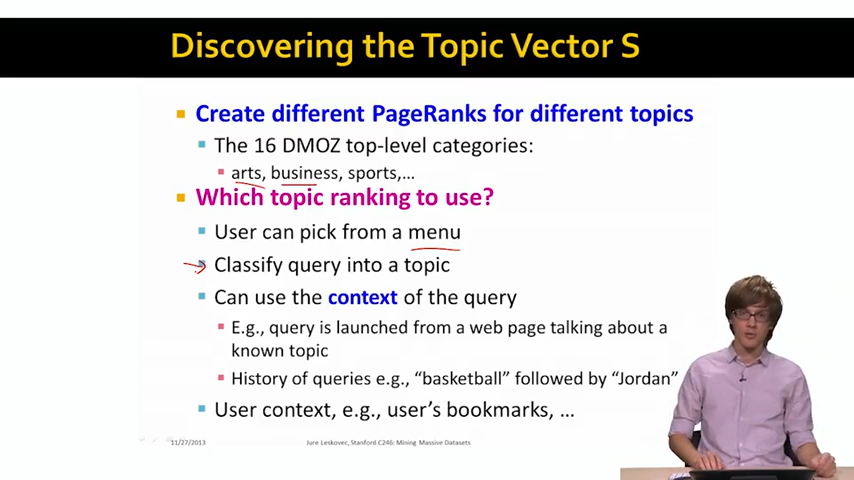 Discovering the Topic Vector S
Create different PageRanks for different topics
The 16 DMOZ top-level categories:
arts, business, sports,...
Which topic ranking to use?
User can pick from a menu
Classify query into a topic
Can use the context of the query
E.g., query is launched from a web page talking about a
known topic
History of queries e.g., "basketball" followed by "Jordan"
User context, e.g., user's bookmarks, ...
11/27/2013 Jure Leskovec, Stanford C246: Mining Massive Datasets